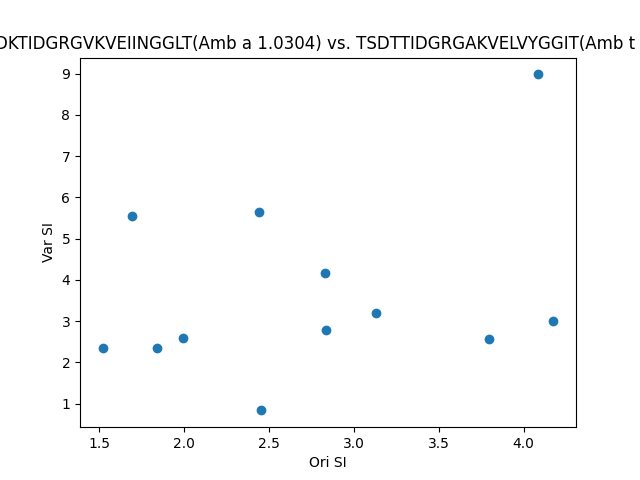 DKTIDGRGVKVEIINGGLT(Amb a 1.0304) vs. TSDTTIDGRGAKVELVYGGIT(Amb t
9
8
7
6
5
4
3
2
1
Var SI
1.5 2.0 2.5 3.0 3.5 4.0
Ori SI